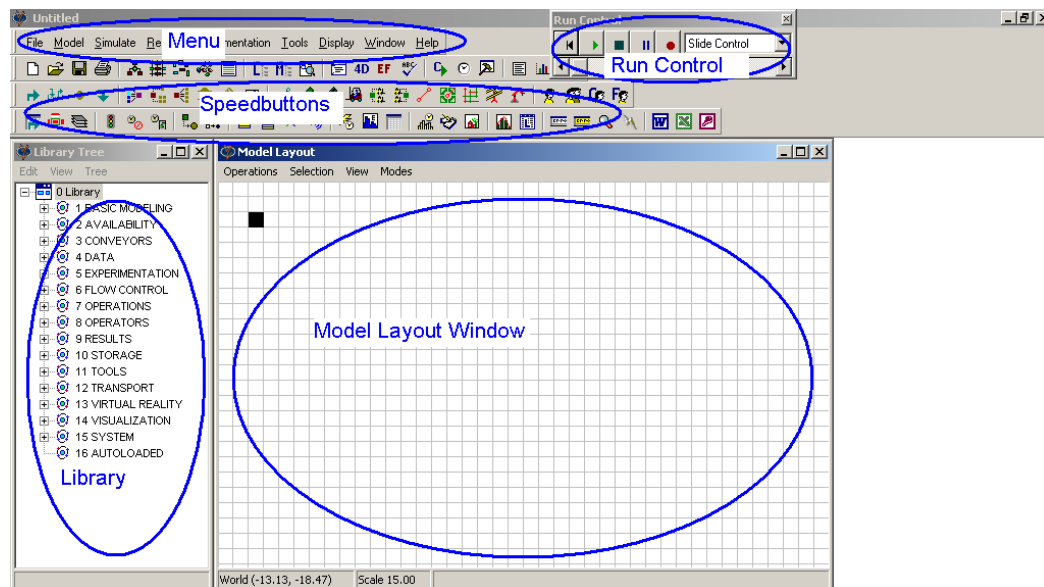 Untitled
Run Control
File Model Simulate Re Menu mentation Tools Display Window Help
Slide Control
Run Control
4D EF ABC
Speedbuttons
Library Tree
Edit View Tree
0 Library
1 BASIC MODELING
2 AVAILABILITY
3 CONVEYORS
4 DATA
5 EXPERIMENTATION
6 FLOW CONTROL
7 OPERATIONS
8 OPERATORS
9 RESULTS
10 STORAGE
11 TOOLS
12 TRANSPORT
13 VIRTUAL REALITY
14 VISUALIZATION
15 SYSTEM
16 AUTOLOADED
Library
Model Layout
Operations Selection View Modes
Model Layout Window
World (-13.13, -18.47) Scale 15.00